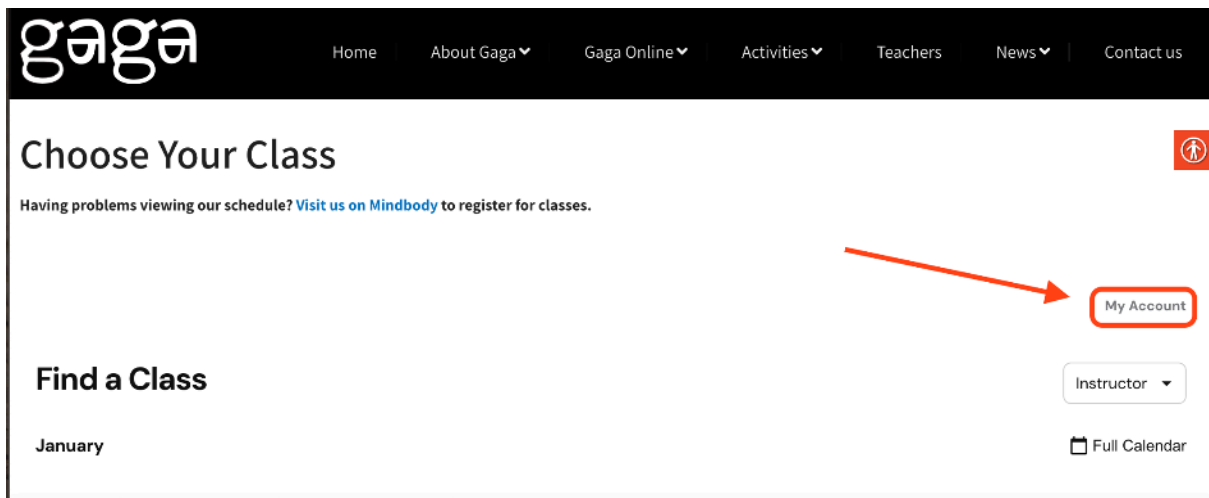 gaga
Home About Gaga Gaga Online Activities Teachers News Contact us
Choose Your Class
Having problems viewing our schedule? Visit us on Mindbody to register for classes.
My Account
Find a Class
Instructor
January
Full Calendar